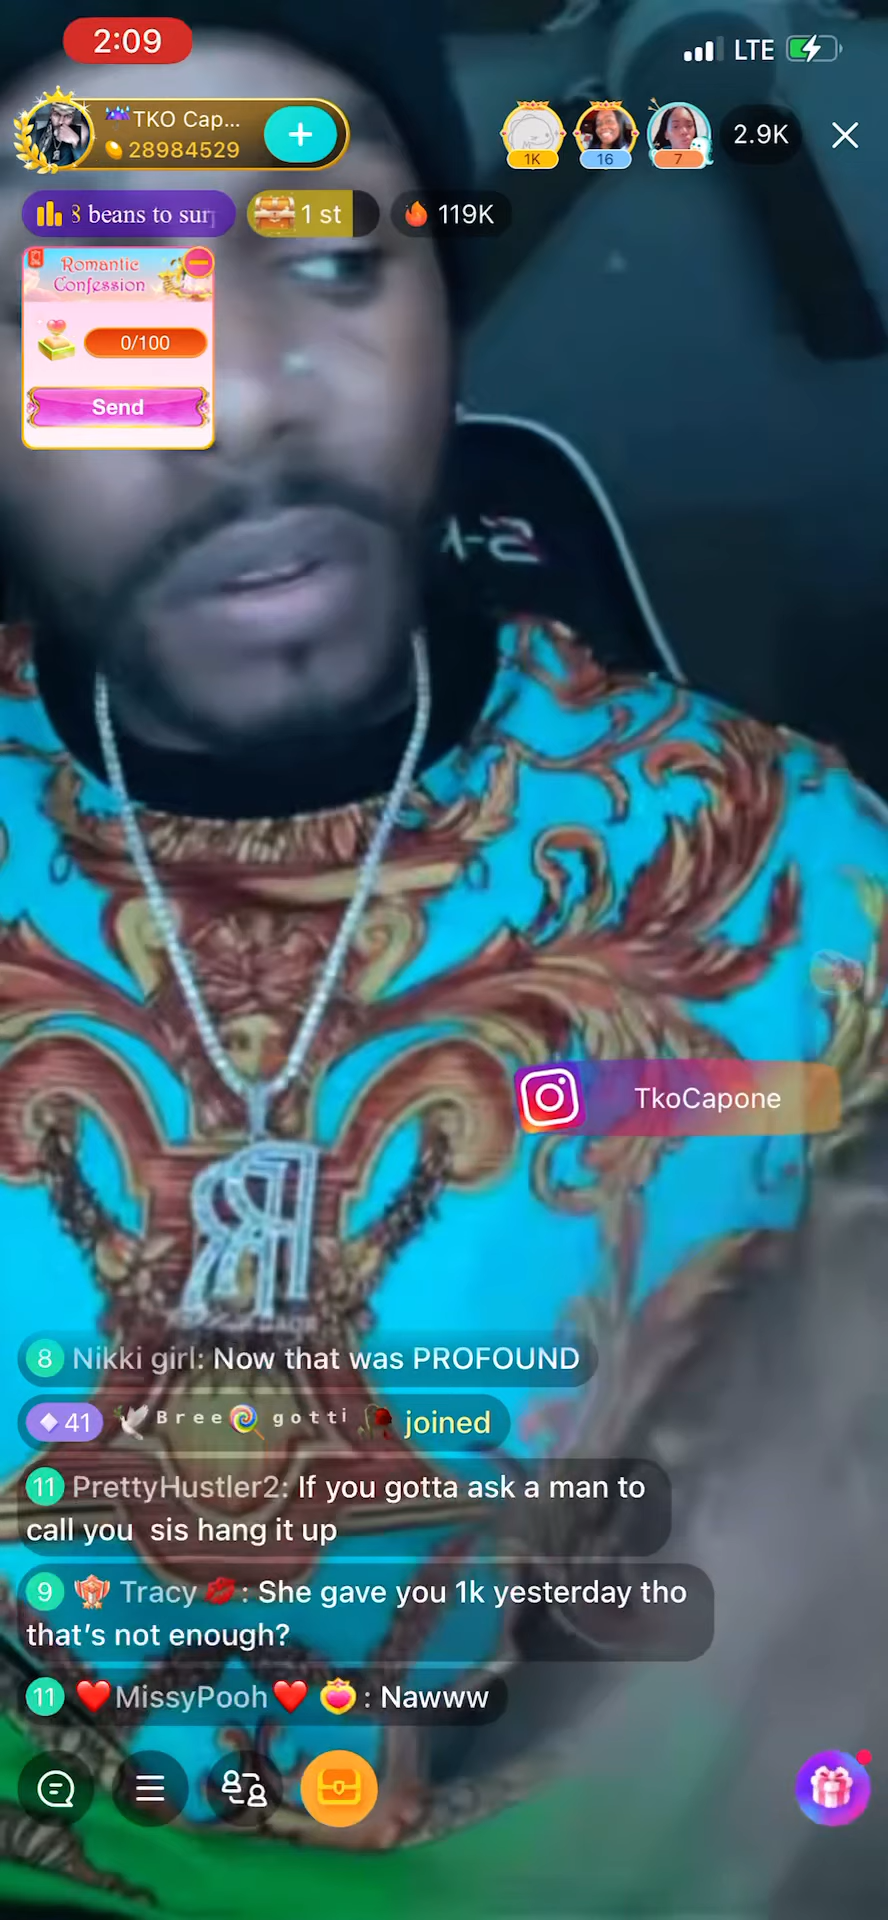 2:09
LTE
TKO Cap...
28984529
1K
16
7
2.9K
8 beans to sur
1 st
119K
Romantic
Confession
0/100
Send
TkoCapone
8 Nikki girl: Now that was PROFOUND
41 🕊️ B r e e 🍭 g o t t i 🥀 joined
11 PrettyHustler2: If you gotta ask a man to
call you  sis hang it up
9 Tracy 💋: She gave you 1k yesterday tho
that's not enough?
11 ❤️MissyPooh❤️ : Nawww